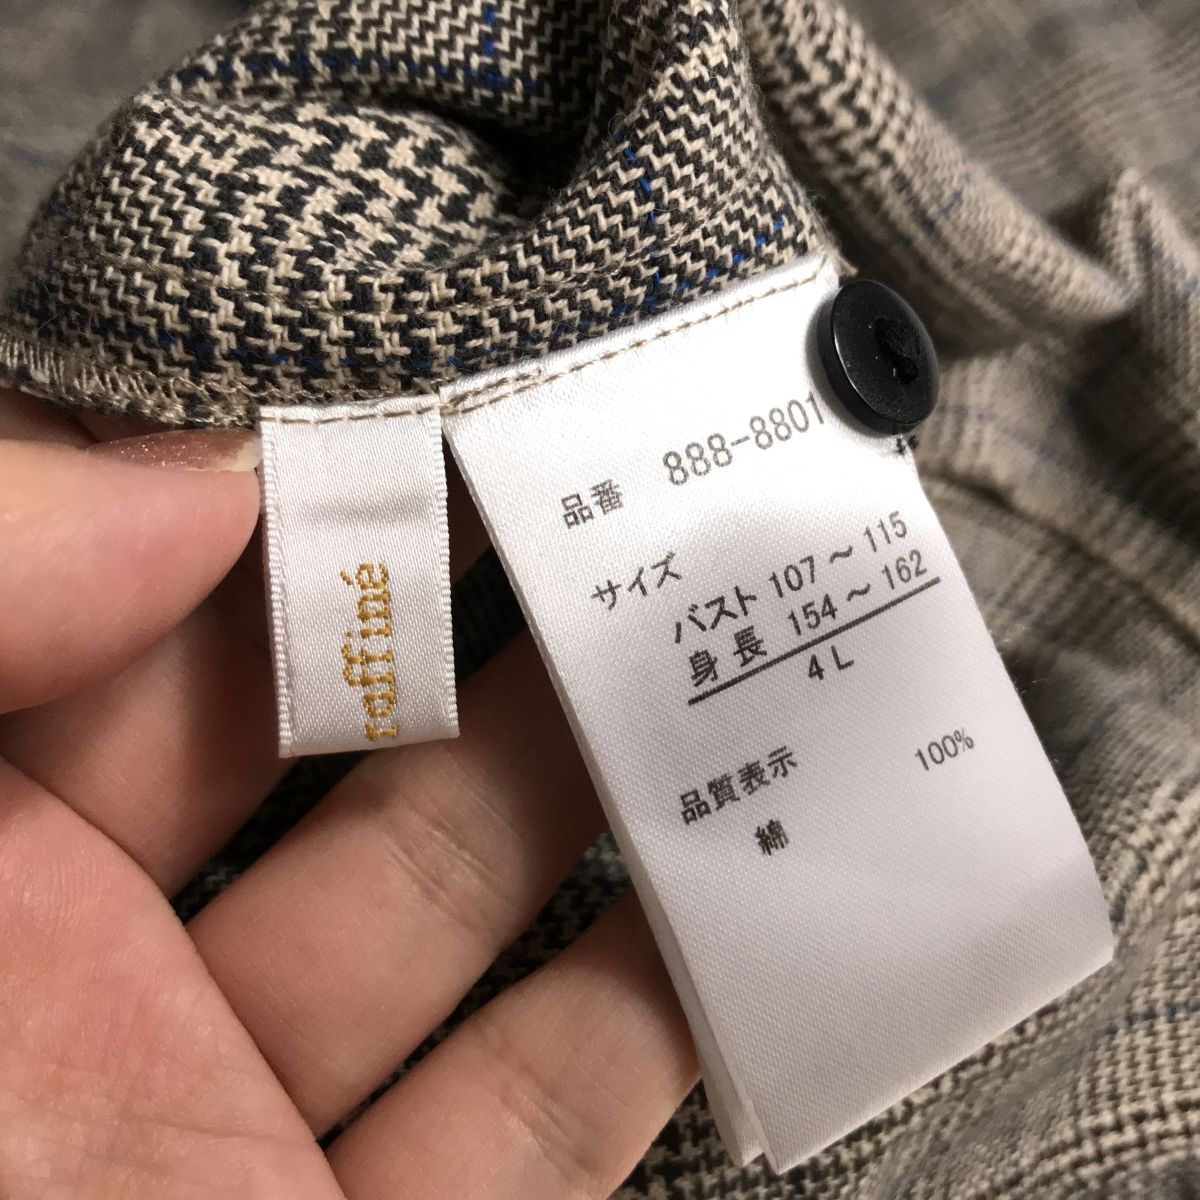 raffiné
品番 888-8801
サイズ
バスト 107～115
身長 154～162
4L
品質表示
綿 100%